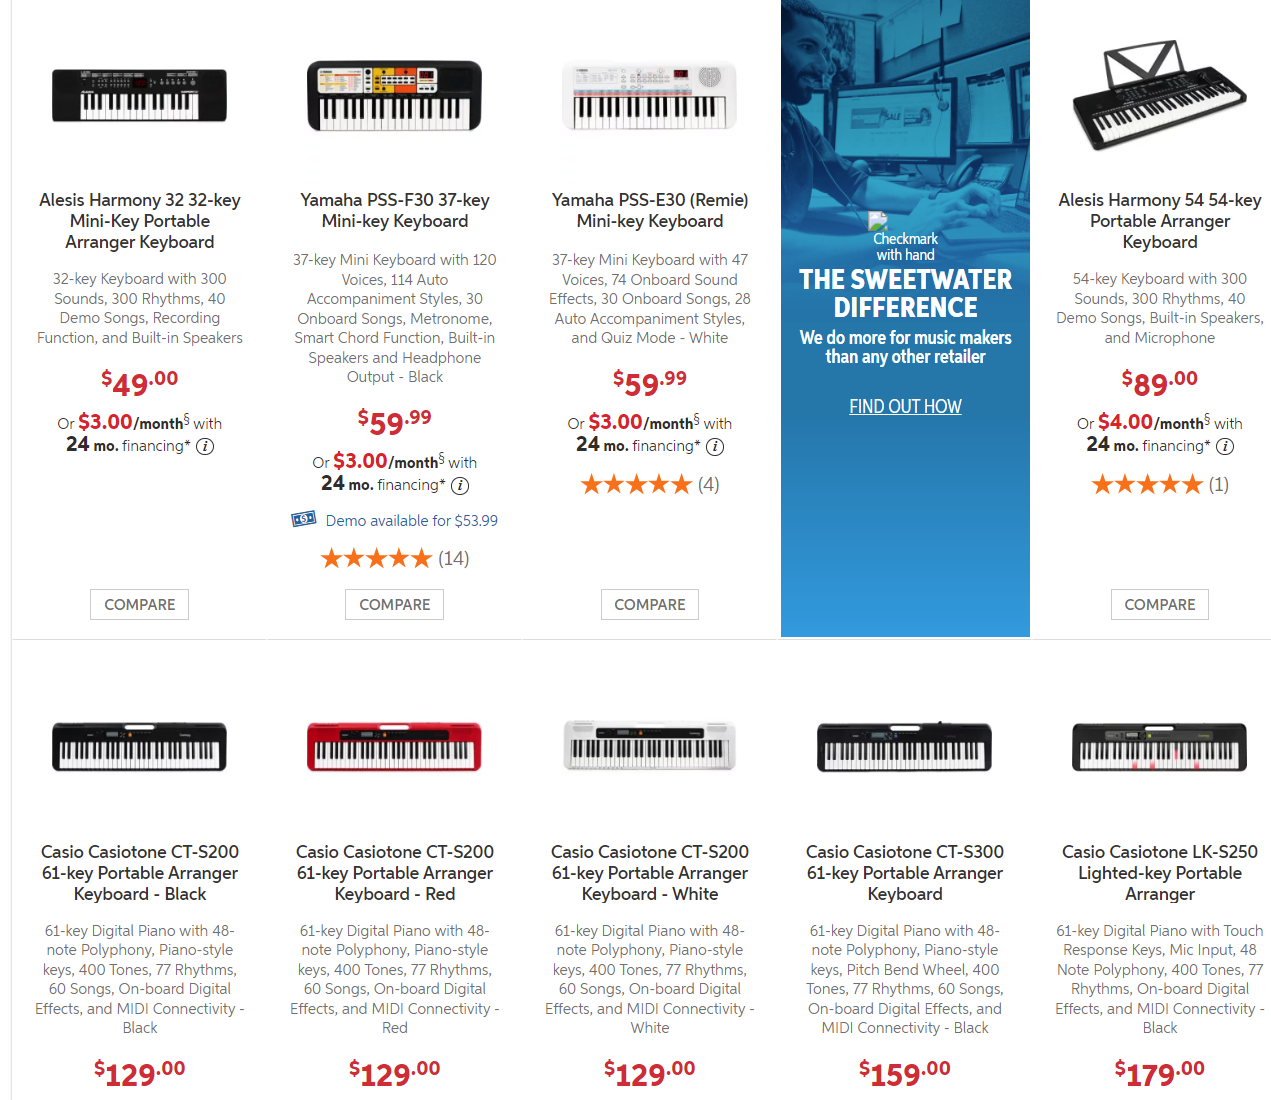 Alesis Harmony 32 32-key
Mini-Key Portable
Arranger Keyboard
32-key Keyboard with 300
Sounds, 300 Rhythms, 40
Demo Songs, Recording
Function, and Built-in Speakers
$49.00
Or $3.00/month§ with
24 mo. financing* i
COMPARE
Yamaha PSS-F30 37-key
Mini-key Keyboard
37-key Mini Keyboard with 120
Voices, 114 Auto
Accompaniment Styles, 30
Onboard Songs, Metronome,
Smart Chord Function, Built-in
Speakers and Headphone
Output - Black
$59.99
Or $3.00/month§ with
24 mo. financing* i
Demo available for $53.99
(14)
COMPARE
Yamaha PSS-E30 (Remie)
Mini-key Keyboard
37-key Mini Keyboard with 47
Voices, 74 Onboard Sound
Effects, 30 Onboard Songs, 28
Auto Accompaniment Styles,
and Quiz Mode - White
$59.99
Or $3.00/month§ with
24 mo. financing* i
(4)
COMPARE
SALE
Checkmark
with hand
THE SWEETWATER
DIFFERENCE
We do more for music makers
than any other retailer
FIND OUT HOW
Alesis Harmony 54 54-key
Portable Arranger
Keyboard
54-key Keyboard with 300
Sounds, 300 Rhythms, 40
Demo Songs, Built-in Speakers,
and Microphone
$89.00
Or $4.00/month§ with
24 mo. financing* i
(1)
COMPARE
Casio Casiotone CT-S200
61-key Portable Arranger
Keyboard - Black
61-key Digital Piano with 48-
note Polyphony, Piano-style
keys, 400 Tones, 77 Rhythms,
60 Songs, On-board Digital
Effects, and MIDI Connectivity -
Black
$129.00
Casio Casiotone CT-S200
61-key Portable Arranger
Keyboard - Red
61-key Digital Piano with 48-
note Polyphony, Piano-style
keys, 400 Tones, 77 Rhythms,
60 Songs, On-board Digital
Effects, and MIDI Connectivity -
Red
$129.00
Casio Casiotone CT-S200
61-key Portable Arranger
Keyboard - White
61-key Digital Piano with 48-
note Polyphony, Piano-style
keys, 400 Tones, 77 Rhythms,
60 Songs, On-board Digital
Effects, and MIDI Connectivity -
White
$129.00
Casio Casiotone CT-S300
61-key Portable Arranger
Keyboard
61-key Digital Piano with 48-
note Polyphony, Piano-style
keys, Pitch Bend Wheel, 400
Tones, 77 Rhythms, 60 Songs,
On-board Digital Effects, and
MIDI Connectivity - Black
$159.00
Casio Casiotone LK-S250
Lighted-key Portable
Arranger
61-key Digital Piano with Touch
Response Keys, Mic Input, 48
Note Polyphony, 400 Tones, 77
Rhythms, On-board Digital
Effects, and MIDI Connectivity -
Black
$179.00